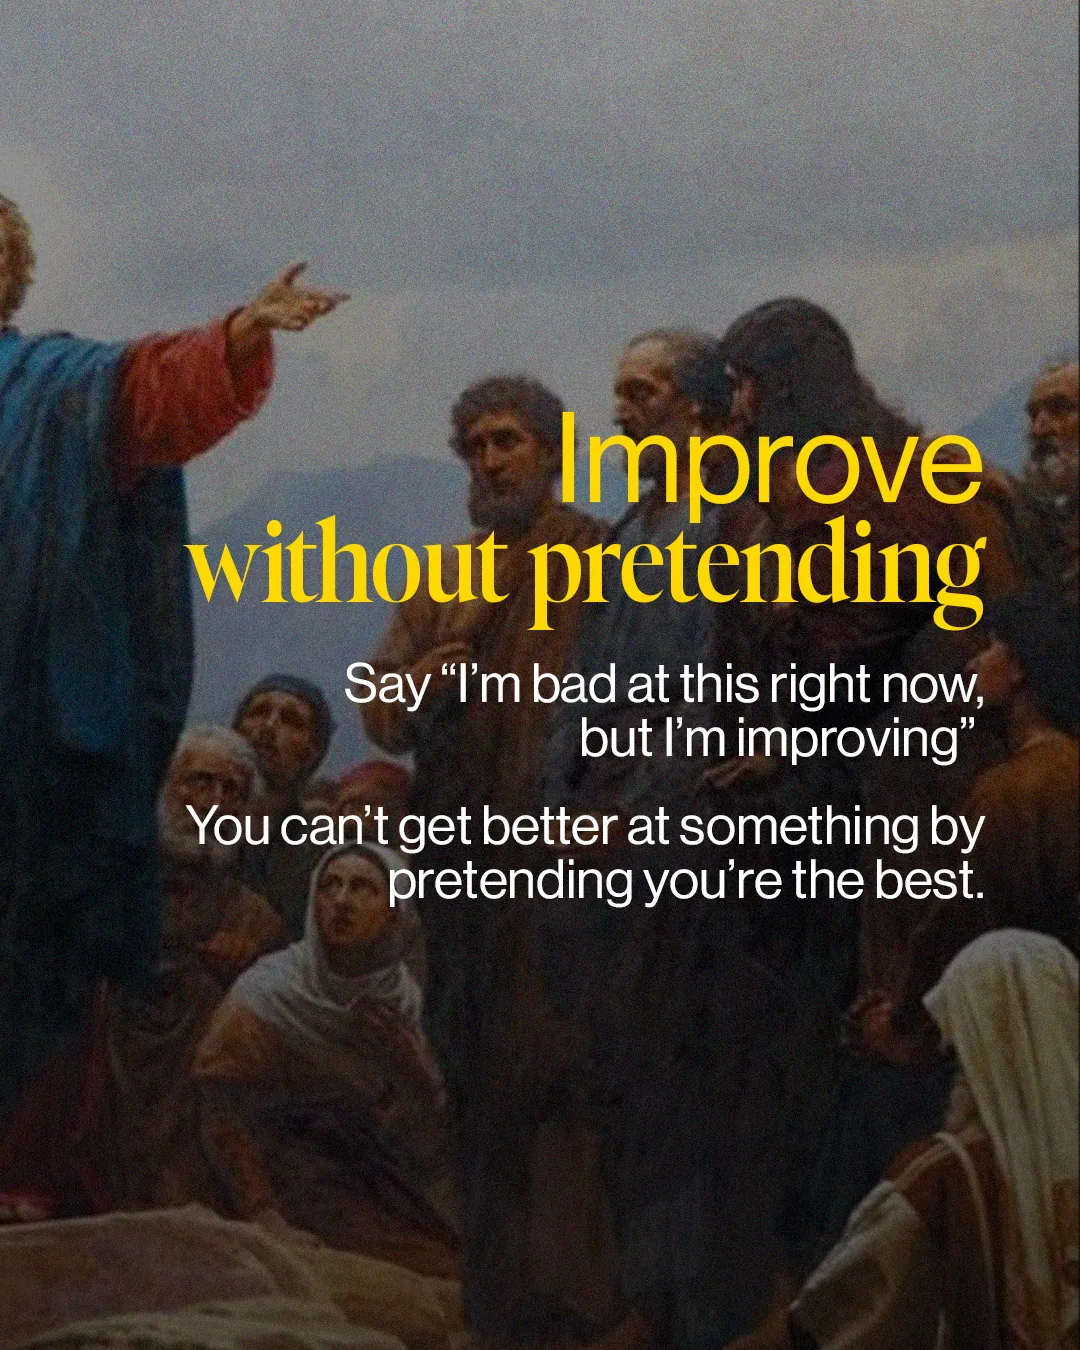 Improve
without pretending
Say “I’m bad at this right now,
but I’m improving”
You can’t get better at something by
pretending you’re the best.